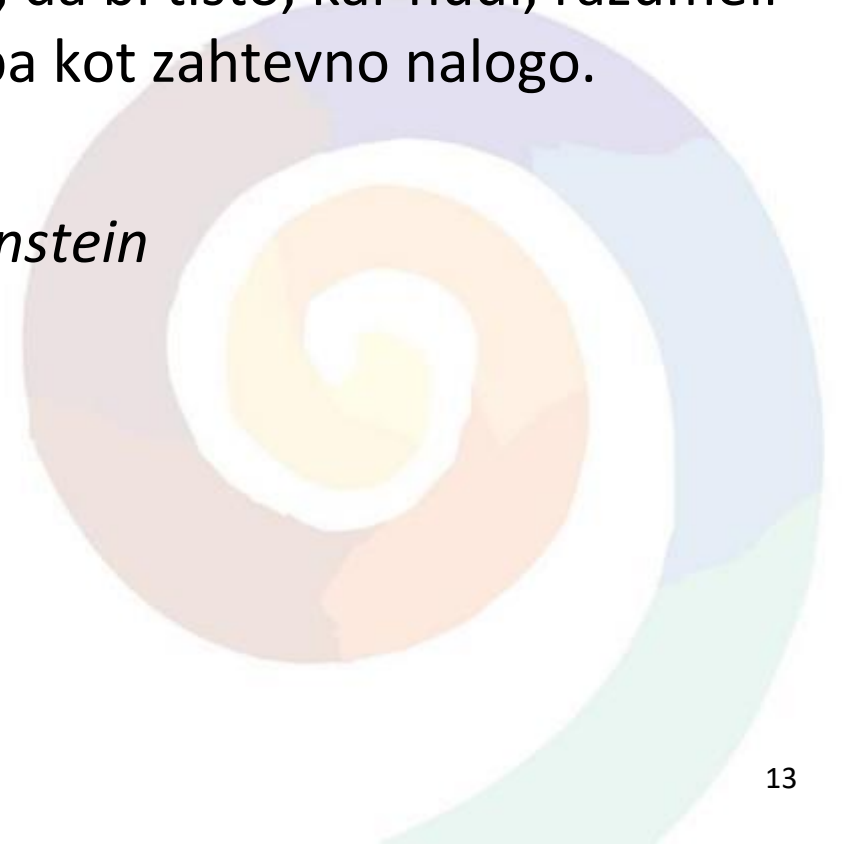 da bi tisto, kar nudi, razumeli
pa kot zahtevno nalogo.
nstein
13